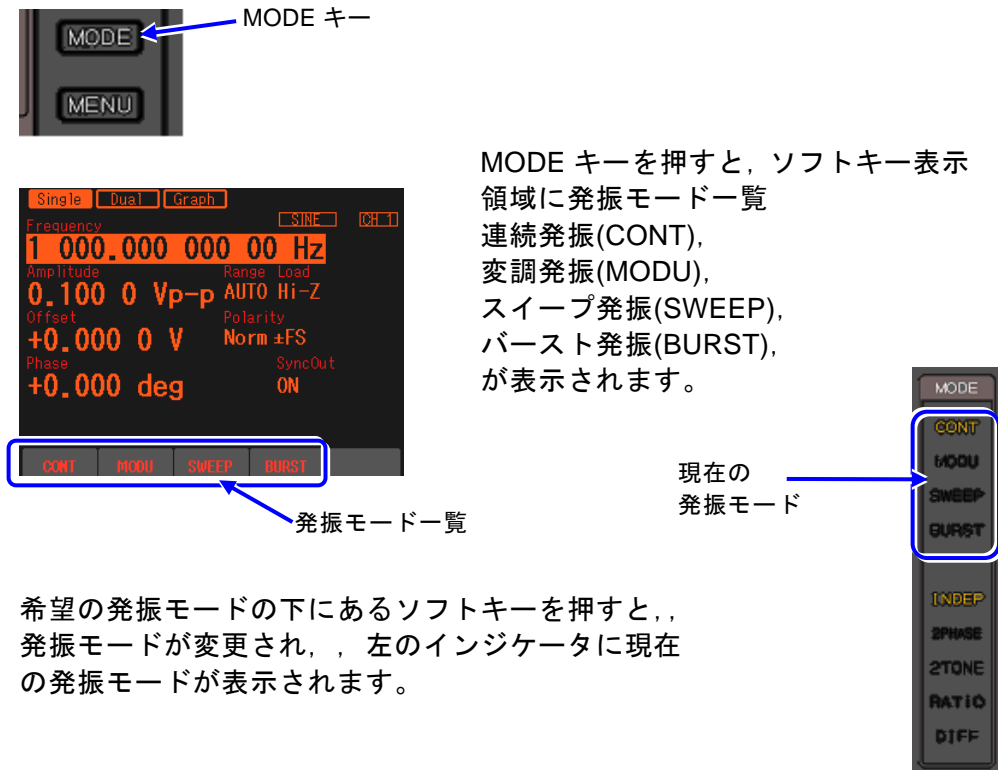 MODE キー
MODE
MENU
MODE キーを押すと，ソフトキー表示
領域に発振モード一覧
連続発振(CONT),
変調発振(MODU),
スイープ発振(SWEEP),
バースト発振(BURST),
が表示されます。
Single Dual Graph
SINE CH 1
Frequency
1 000.000 000 00 Hz
Amplitude Range Load
0.100 0 Vp-p AUTO Hi-Z
Offset Polarity
+0.000 0 V Norm ±FS
Phase SyncOut
+0.000 deg ON
CONT MODU SWEEP BURST
発振モード一覧
現在の
発振モード
MODE
CONT
MODU
SWEEP
BURST
INDEP
2PHASE
2TONE
RATIO
DIFF
希望の発振モードの下にあるソフトキーを押すと，,
発振モードが変更され，，左のインジケータに現在
の発振モードが表示されます。